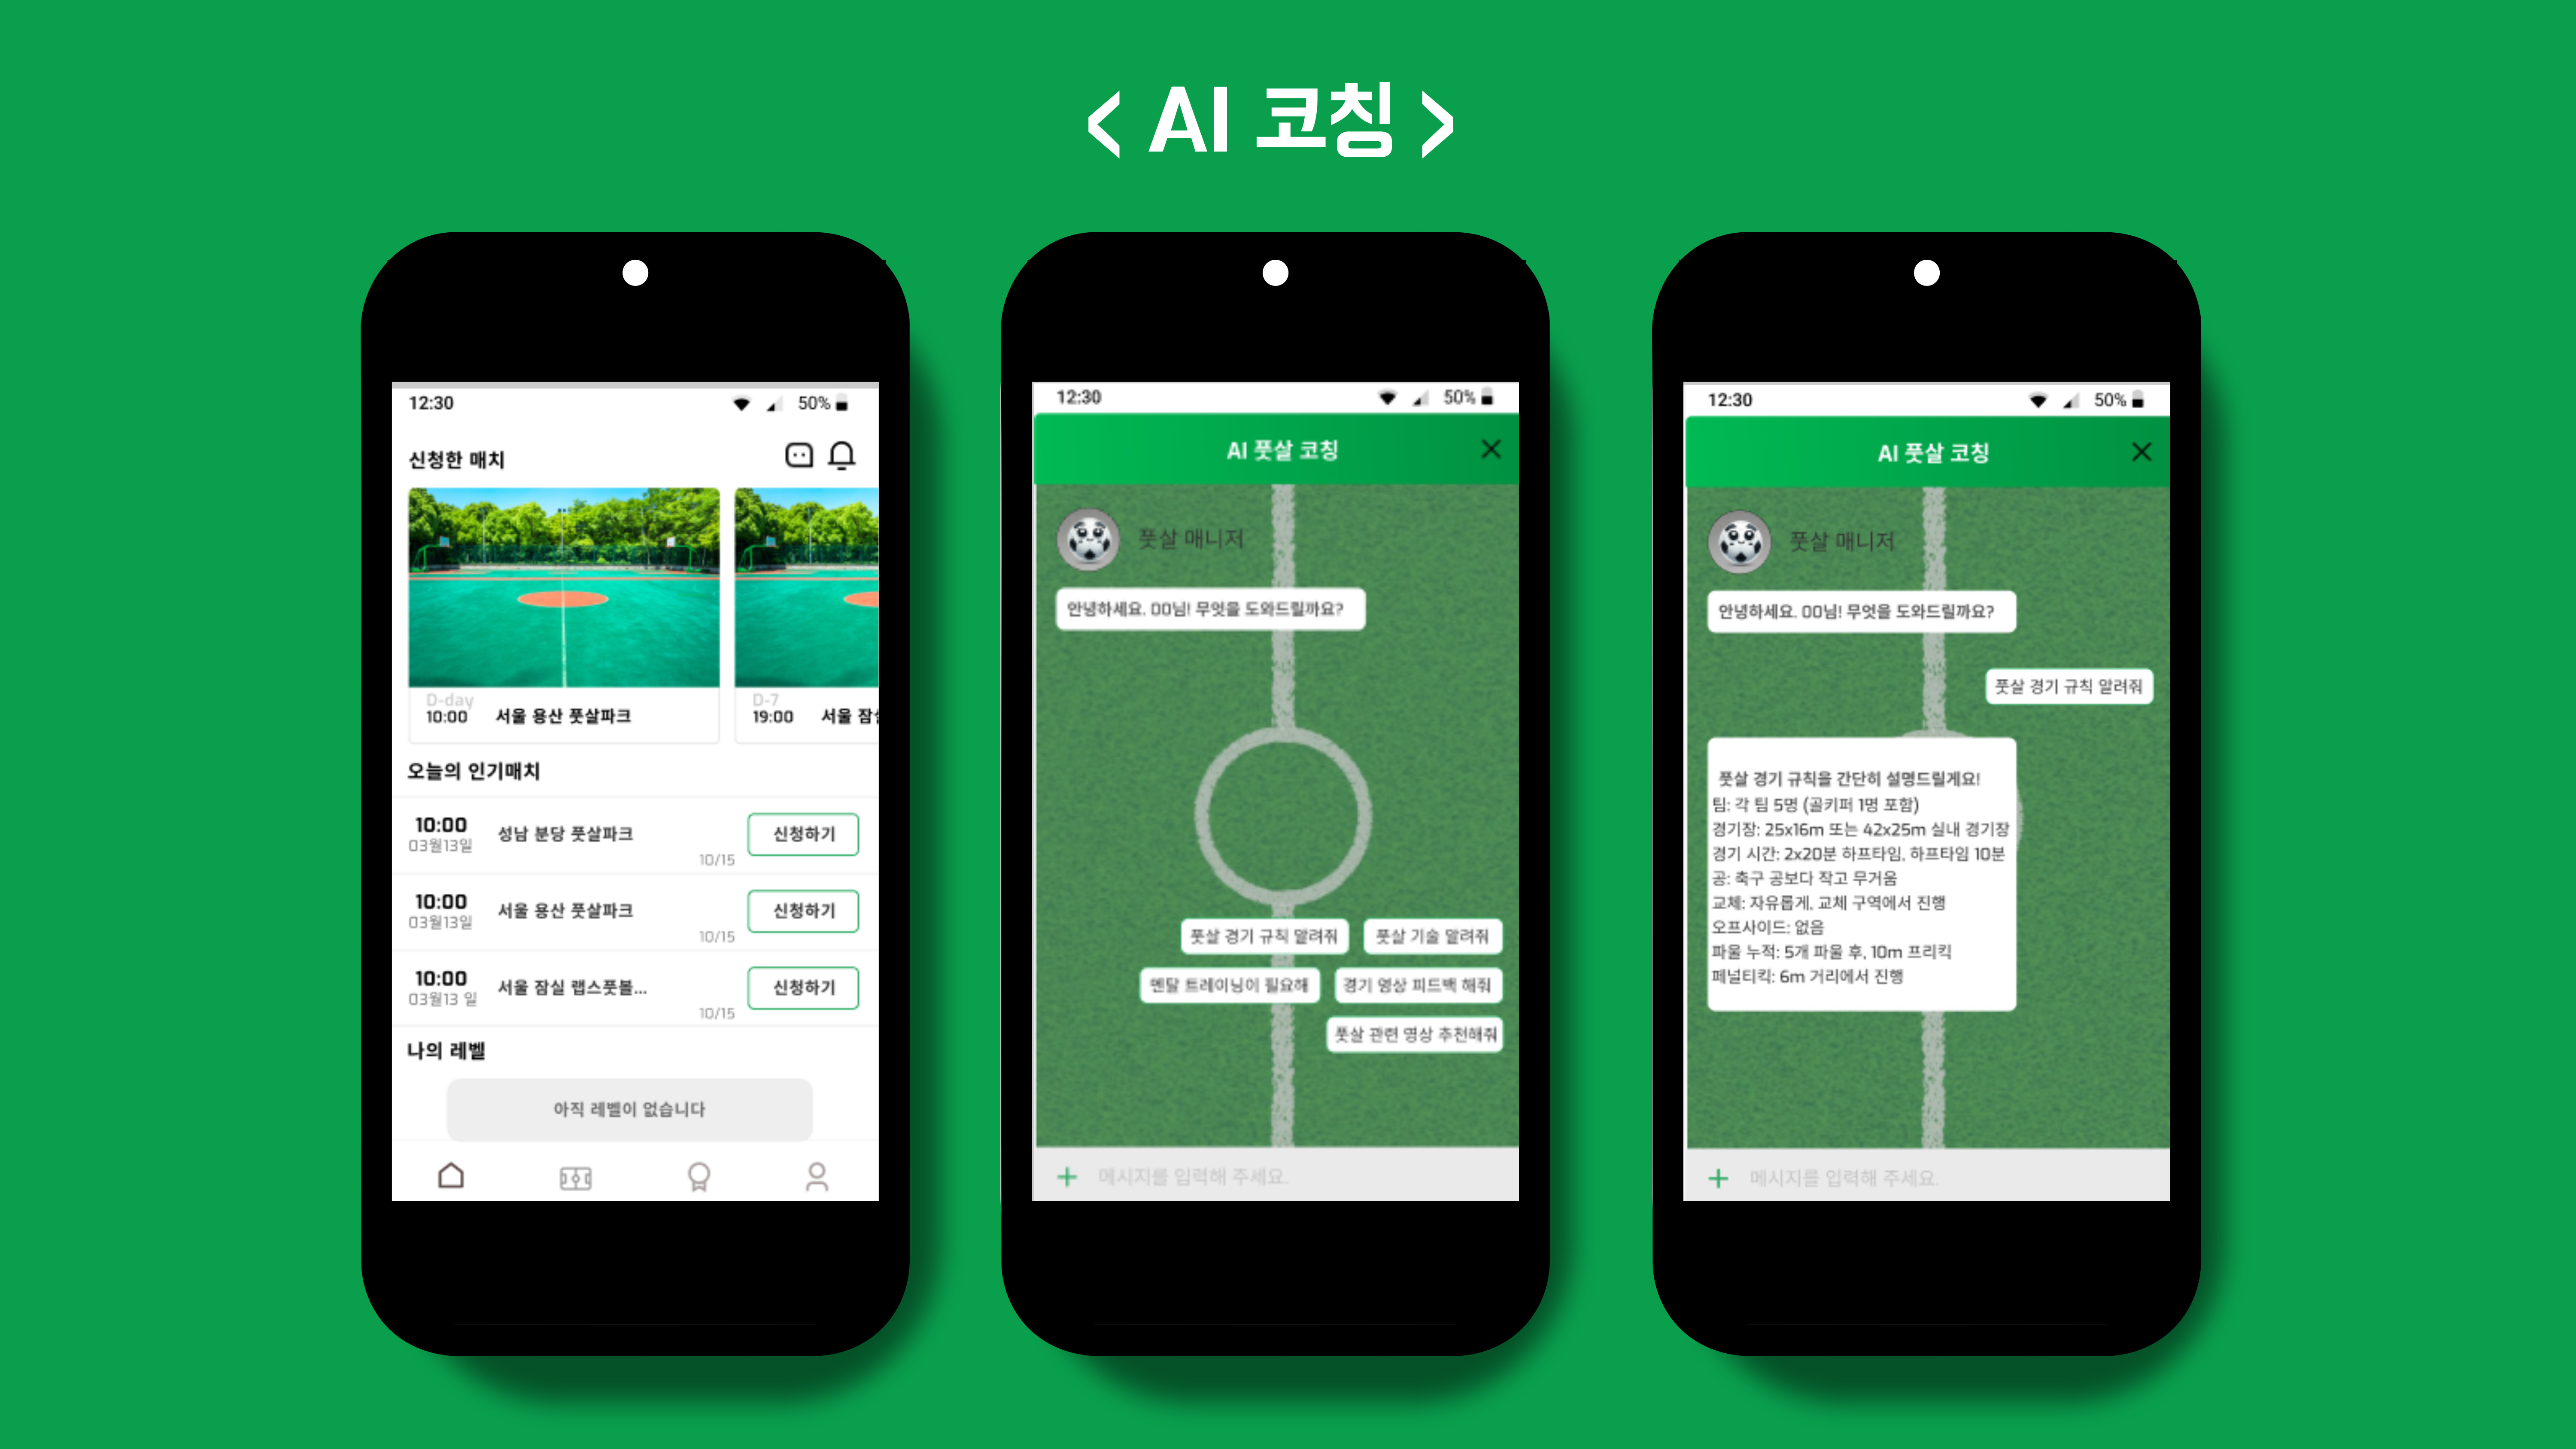 < AI 코칭 >
12:30 50%
신청한 매치
D-day
10:00 서울 용산 풋살파크
D-7
19:00 서울 잠실
오늘의 인기매치
10:00
03월13일
성남 분당 풋살파크
10/15
신청하기
10:00
03월13일
서울 용산 풋살파크
10/15
신청하기
10:00
03월13 일
서울 잠실 랩스풋볼...
10/15
신청하기
나의 레벨
아직 레벨이 없습니다
12:30 50%
AI 풋살 코칭
풋살 매니저
안녕하세요. OO님! 무엇을 도와드릴까요?
풋살 경기 규칙 알려줘
풋살 기술 알려줘
멘탈 트레이닝이 필요해
경기 영상 피드백 해줘
풋살 관련 영상 추천해줘
메시지를 입력해 주세요.
12:30 50%
AI 풋살 코칭
풋살 매니저
안녕하세요. OO님! 무엇을 도와드릴까요?
풋살 경기 규칙 알려줘
풋살 경기 규칙을 간단히 설명드릴게요!
팀: 각 팀 5명 (골키퍼 1명 포함)
경기장: 25x16m 또는 42x25m 실내 경기장
경기 시간: 2x20분 하프타임, 하프타임 10분
공: 축구 공보다 작고 무거움
교체: 자유롭게, 교체 구역에서 진행
오프사이드: 없음
파울 누적: 5개 파울 후, 10m 프리킥
페널티킥: 6m 거리에서 진행
메시지를 입력해 주세요.